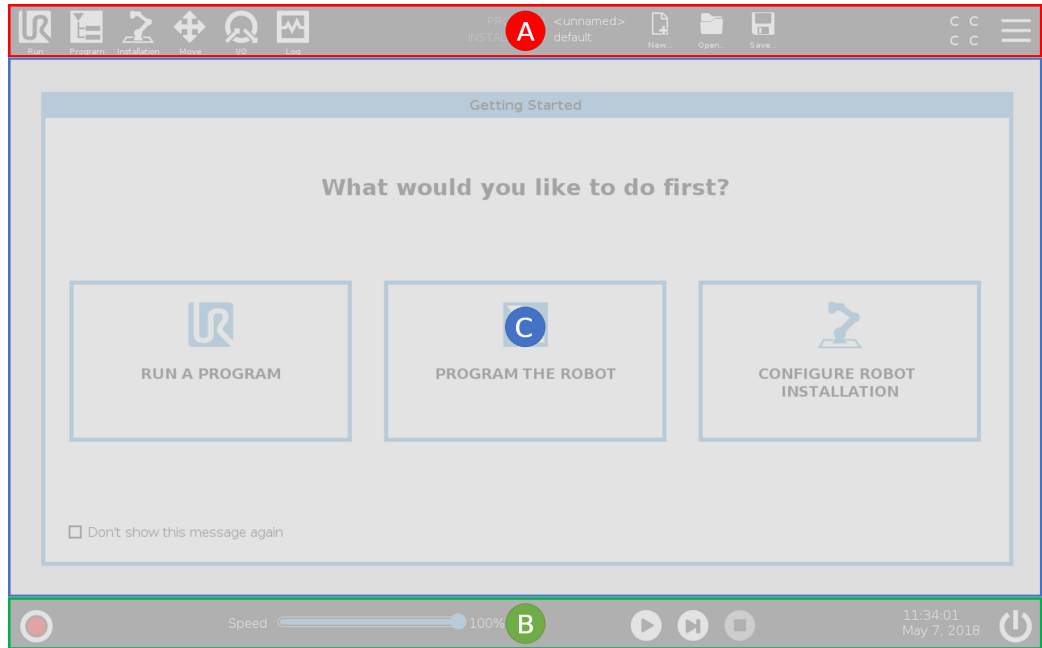 Run Program Installation Move I/O Log
PR A <unnamed>
INSTAL default
New... Open... Save...
C C
C C
Getting Started
What would you like to do first?
C
RUN A PROGRAM
PROGRAM THE ROBOT
CONFIGURE ROBOT
INSTALLATION
Don't show this message again
Speed 100% B
11:34:01
May 7, 2018